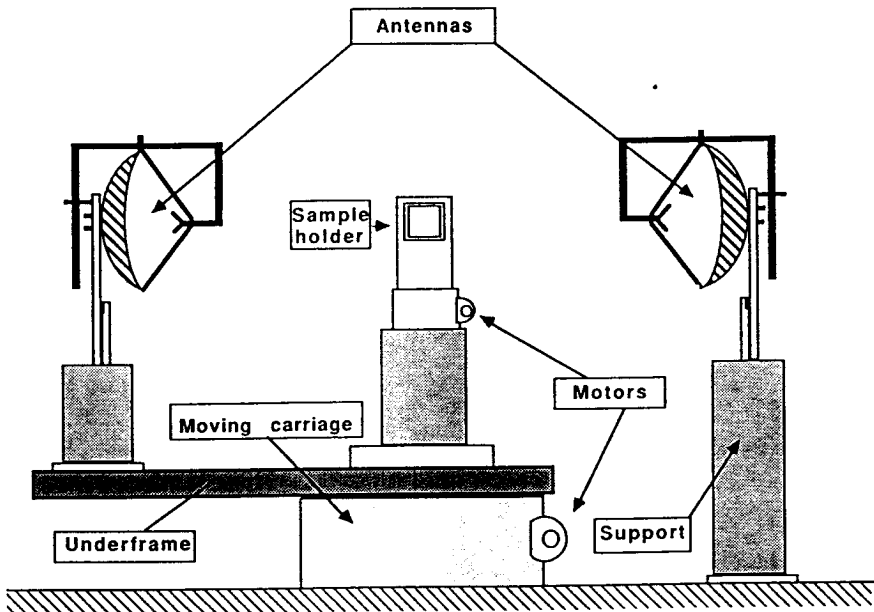 Antennas
Sample
holder
Motors
Moving carriage
Support
Underframe